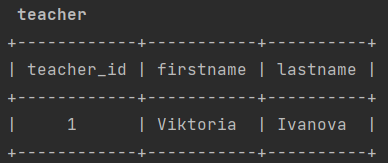 teacher
+------------+-----------+----------+
| teacher_id | firstname | lastname |
+------------+-----------+----------+
|     1      | Viktoria  | Ivanova  |
+------------+-----------+----------+